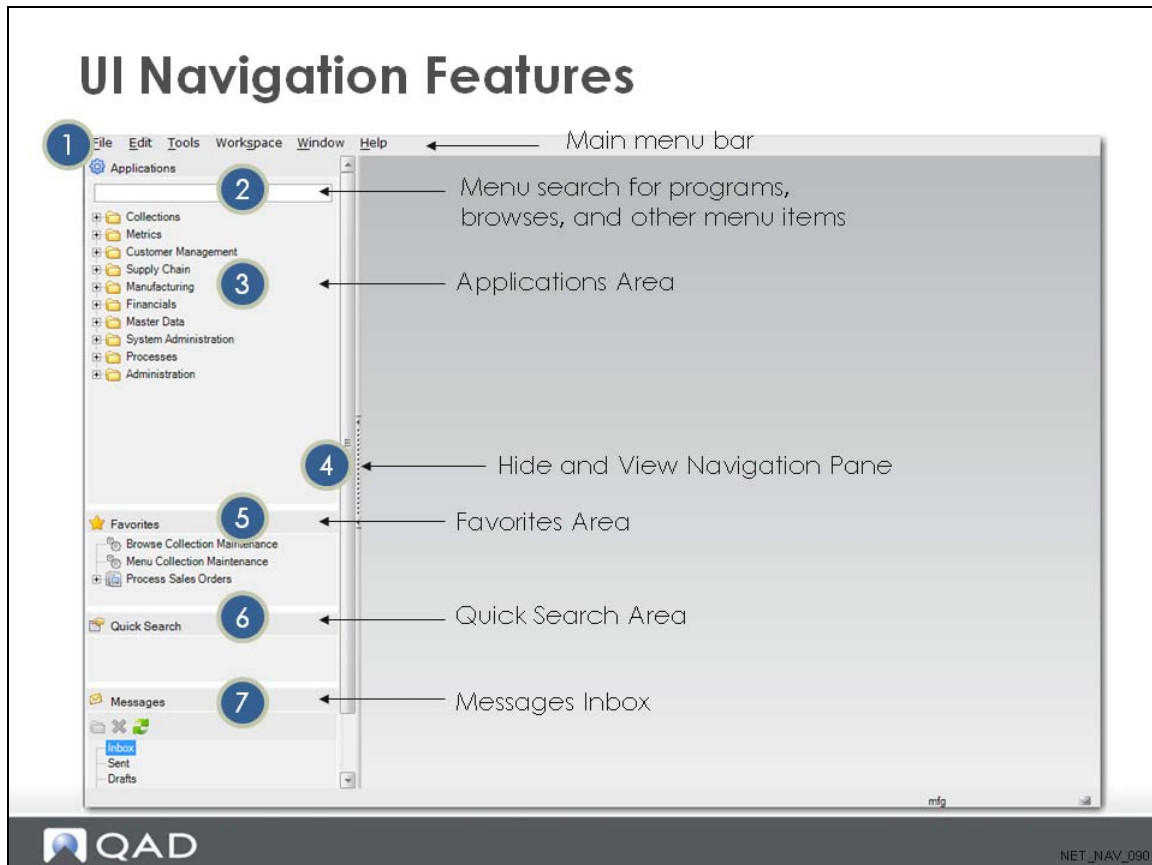 UI Navigation Features
1
File Edit Tools Workspace Window Help
Main menu bar
Applications
2
Menu search for programs,
browses, and other menu items
Collections
Metrics
Customer Management
Supply Chain
Manufacturing
3
Applications Area
Financials
Master Data
System Administration
Processes
Administration
4
Hide and View Navigation Pane
Favorites
5
Favorites Area
Browse Collection Maintenance
Menu Collection Maintenance
Process Sales Orders
Quick Search
6
Quick Search Area
Messages
7
Messages Inbox
Inbox
Sent
Drafts
mfg
QAD
NET_NAV_090